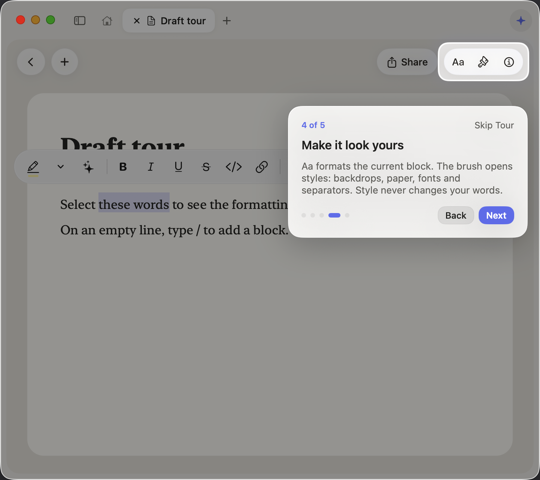 Draft tour
Share
Aa
4 of 5
Skip Tour
Make it look yours
Aa formats the current block. The brush opens
styles: backdrops, paper, fonts and
separators. Style never changes your words.
Back
Next
Draft tour
B I U S </>
Select these words to see the
On an empty line, type / to add a block.